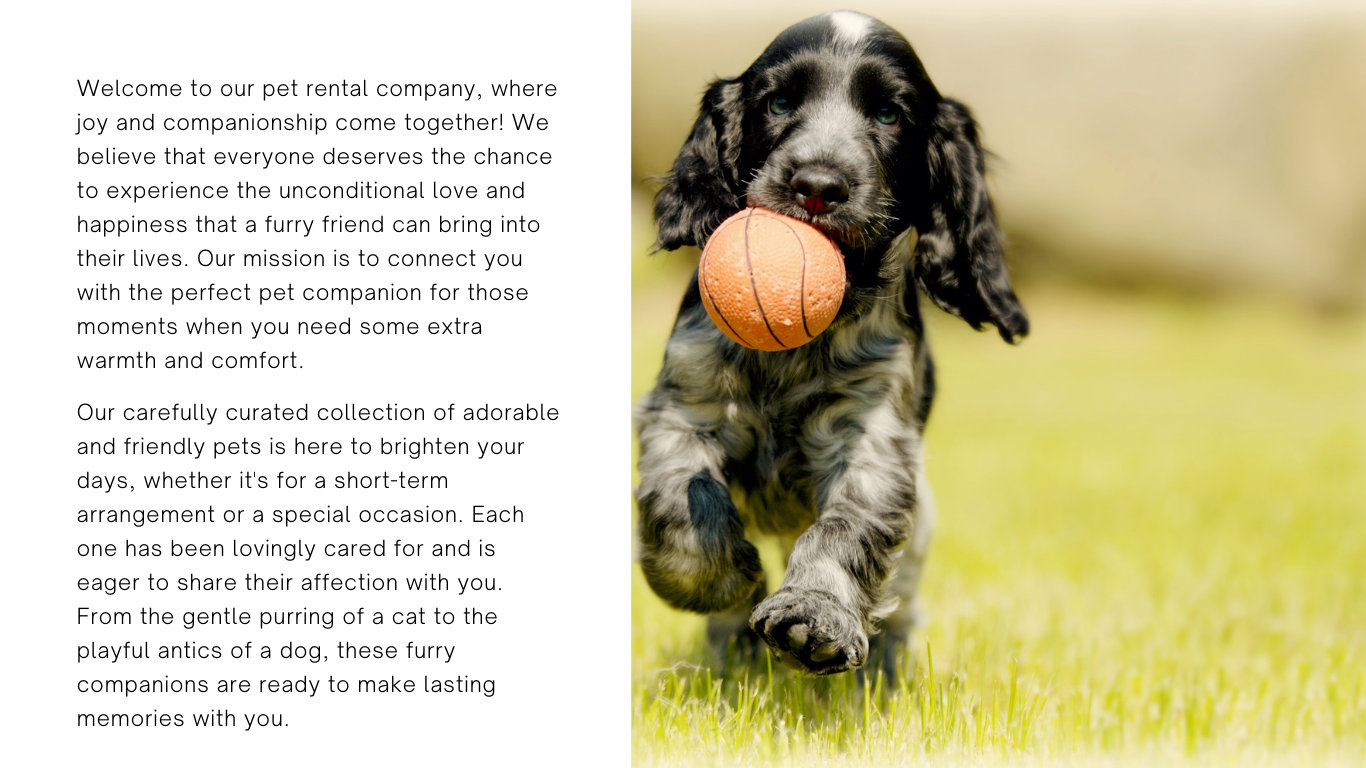 Welcome to our pet rental company, where
joy and companionship come together! We
believe that everyone deserves the chance
to experience the unconditional love and
happiness that a furry friend can bring into
their lives. Our mission is to connect you
with the perfect pet companion for those
moments when you need some extra
warmth and comfort.
Our carefully curated collection of adorable
and friendly pets is here to brighten your
days, whether it's for a short-term
arrangement or a special occasion. Each
one has been lovingly cared for and is
eager to share their affection with you.
From the gentle purring of a cat to the
playful antics of a dog, these furry
companions are ready to make lasting
memories with you.